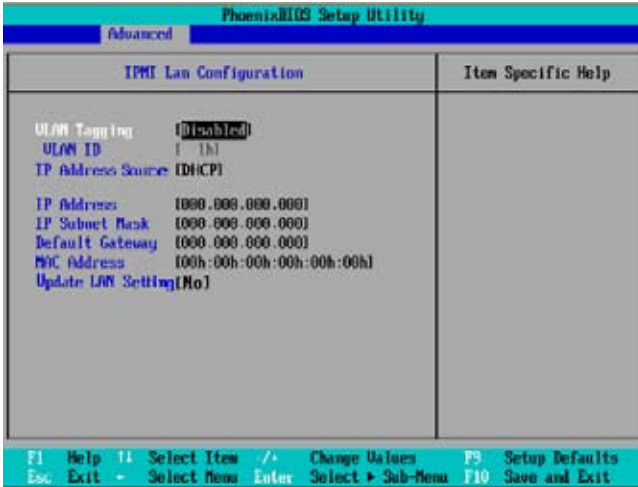 PhoenixBIOS Setup Utility
Advanced
IPMI Lan Configuration
Item Specific Help
VLAN Tagging [Disabled]
VLAN ID [ 1h]
IP Address Source [DHCP]
IP Address [000.000.000.000]
IP Subnet Mask [000.000.000.000]
Default Gateway [000.000.000.000]
MAC Address [00h:00h:00h:00h:00h:00h]
Update LAN Setting[No]
F1 Help ↑↓ Select Item -/+ Change Values F9 Setup Defaults
Esc Exit ← Select Menu Enter Select ▶ Sub-Menu F10 Save and Exit